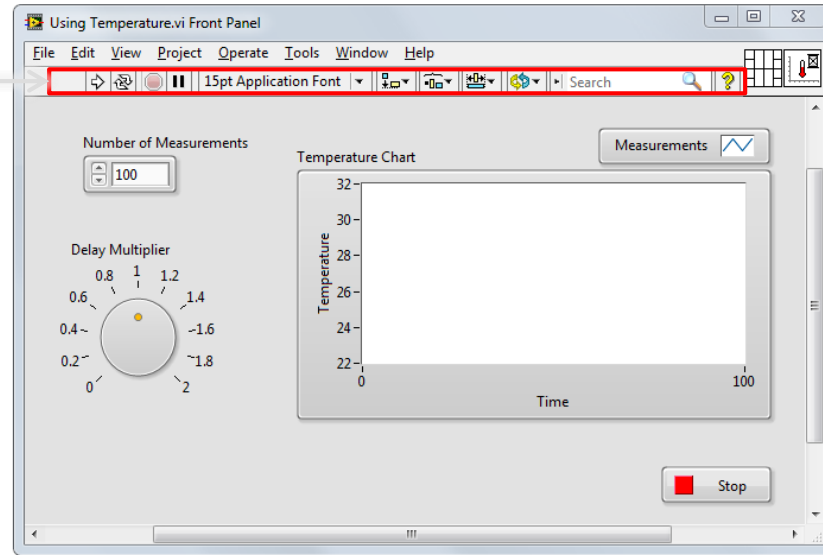 Using Temperature.vi Front Panel
File Edit View Project Operate Tools Window Help
15pt Application Font Search ?
Number of Measurements
100
Measurements
Temperature Chart
32
30
28
26
24
22
Temperature
0 100
Time
Delay Multiplier
0 0.2 0.4 0.6 0.8 1 1.2 1.4 1.6 1.8 2
Stop